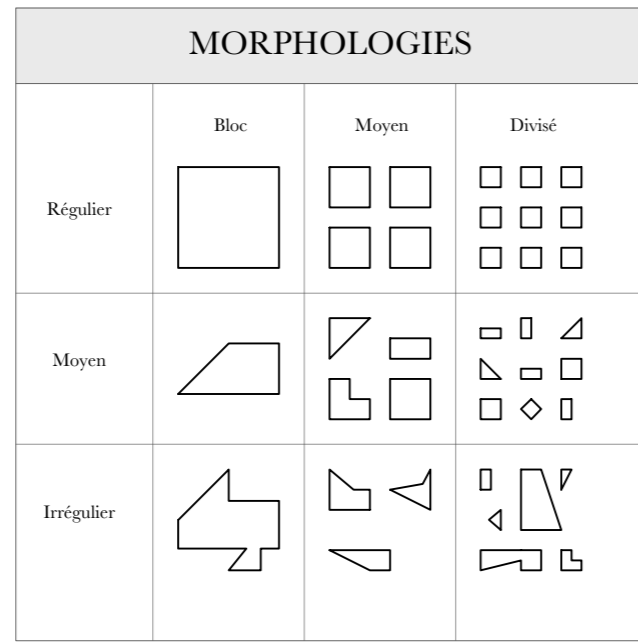 MORPHOLOGIES
Bloc Moyen Divisé
Régulier
Moyen
Irrégulier